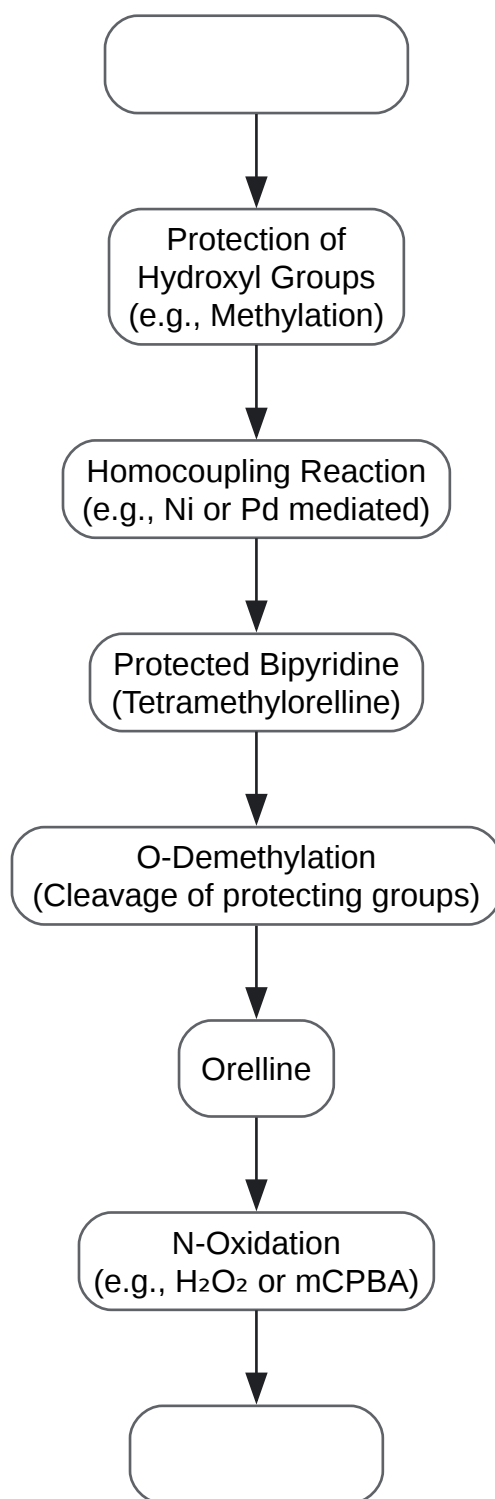 Protection of
Hydroxyl Groups
(e.g., Methylation)
Homocoupling Reaction
(e.g., Ni or Pd mediated)
Protected Bipyridine
(Tetramethylorelline)
O-Demethylation
(Cleavage of protecting groups)
Orelline
N-Oxidation
(e.g., H₂O₂ or mCPBA)